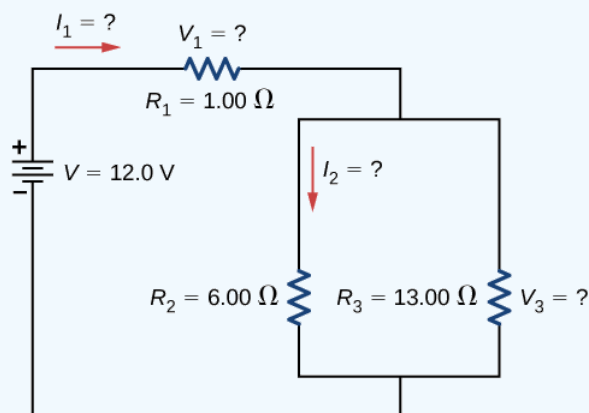 I₁ = ?
V₁ = ?
R₁ = 1.00 Ω
+
V = 12.0 V
−
I₂ = ?
R₂ = 6.00 Ω
R₃ = 13.00 Ω
V₃ = ?